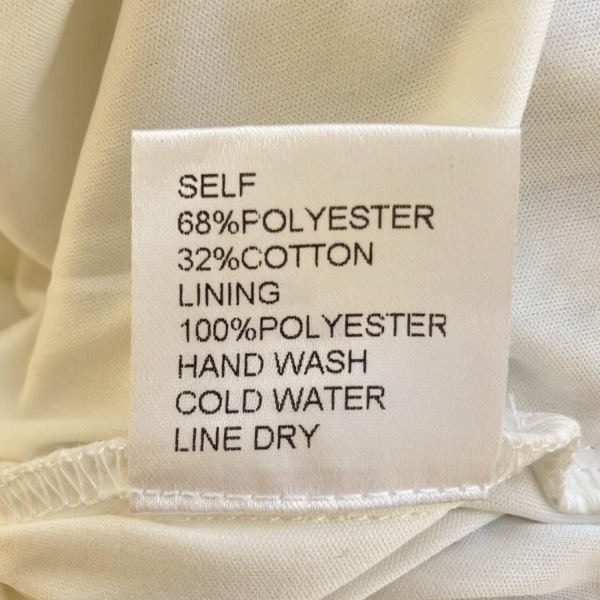 SELF
68%POLYESTER
32%COTTON
LINING
100%POLYESTER
HAND WASH
COLD WATER
LINE DRY